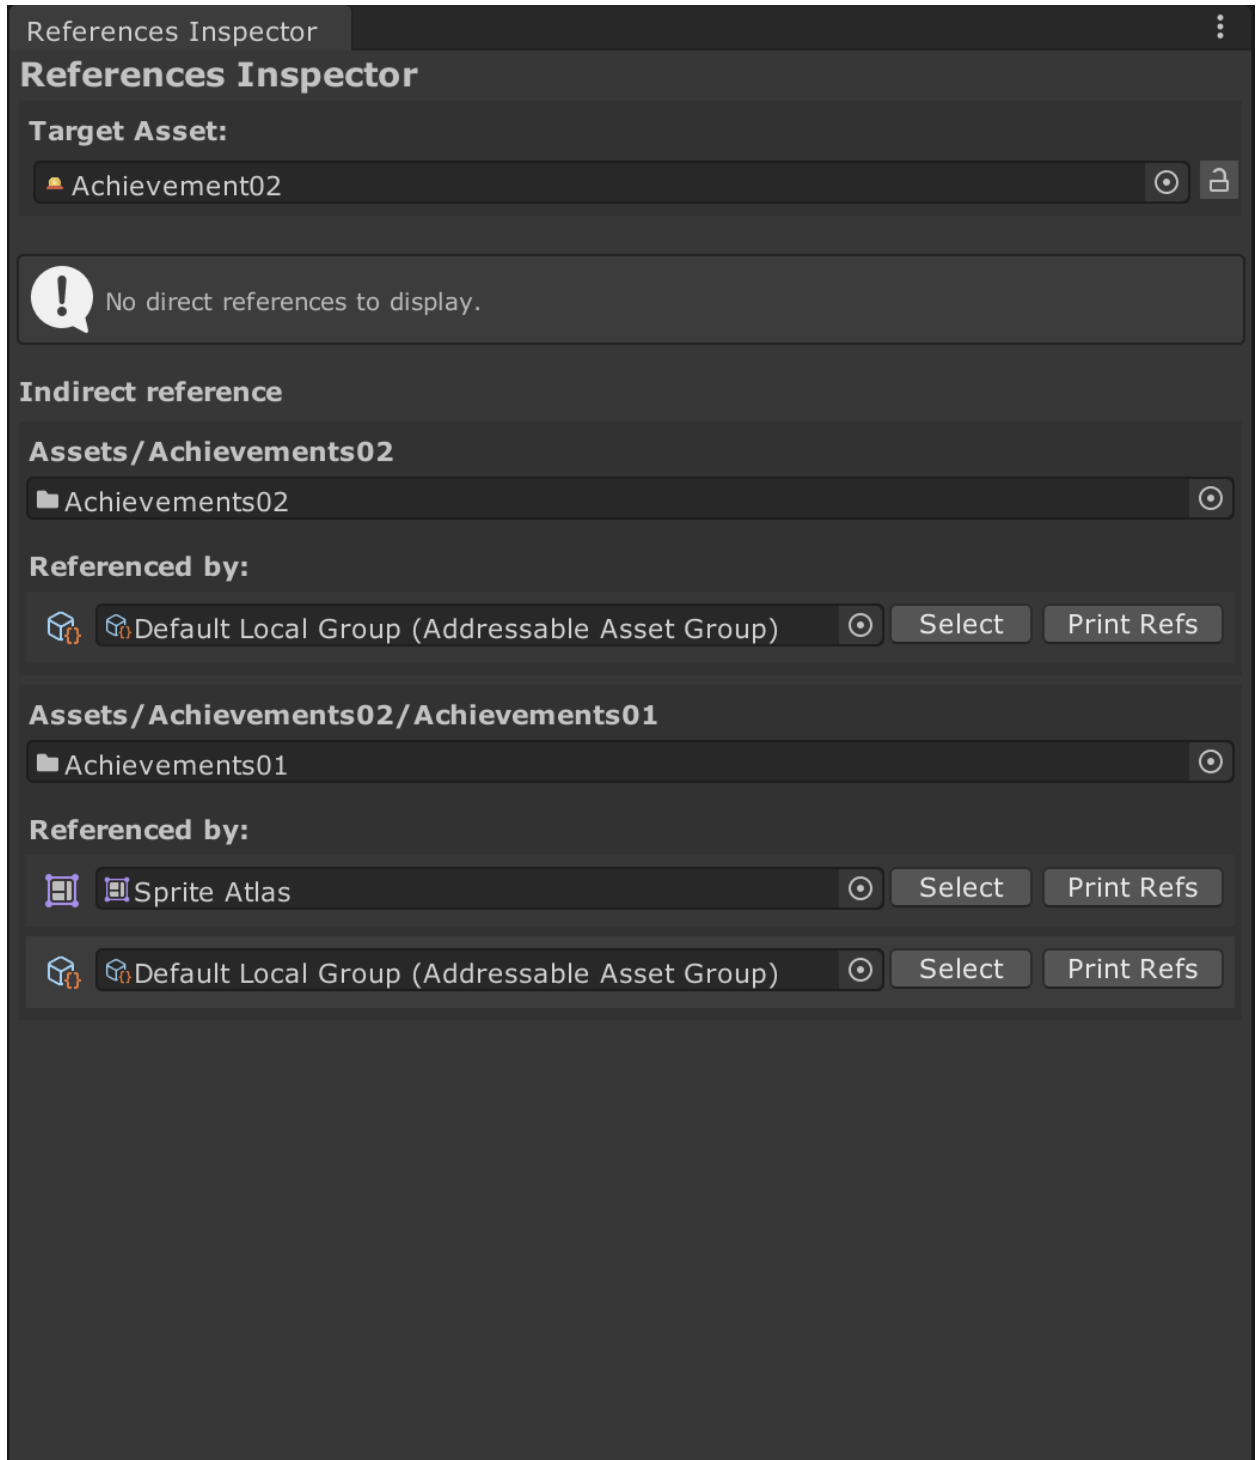 References Inspector
References Inspector
Target Asset:
Achievement02
No direct references to display.
Indirect reference
Assets/Achievements02
Achievements02
Referenced by:
Default Local Group (Addressable Asset Group) Select Print Refs
Assets/Achievements02/Achievements01
Achievements01
Referenced by:
Sprite Atlas Select Print Refs
Default Local Group (Addressable Asset Group) Select Print Refs